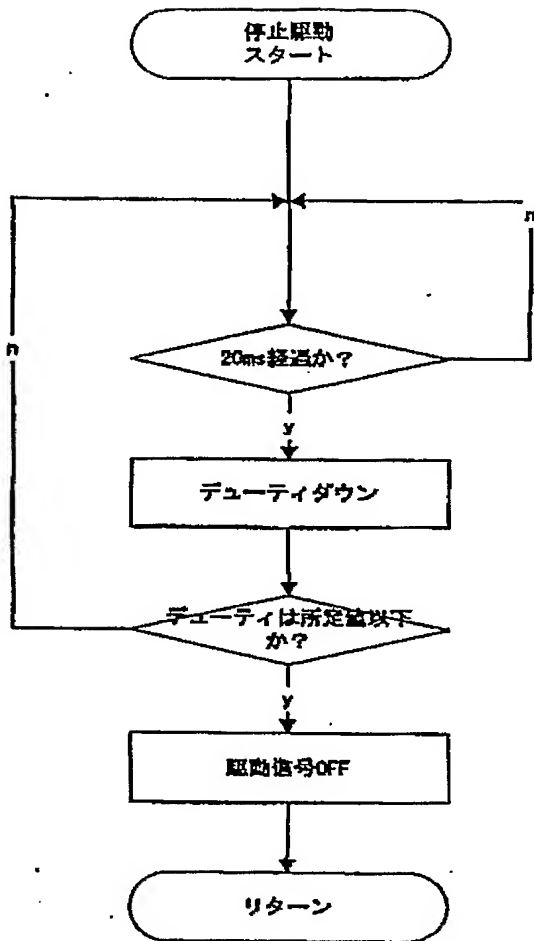 停止駆動
スタート
n
20ms経過か？
n
y
デューティダウン
デューティは所定値以下
か？
y
駆動信号OFF
リターン